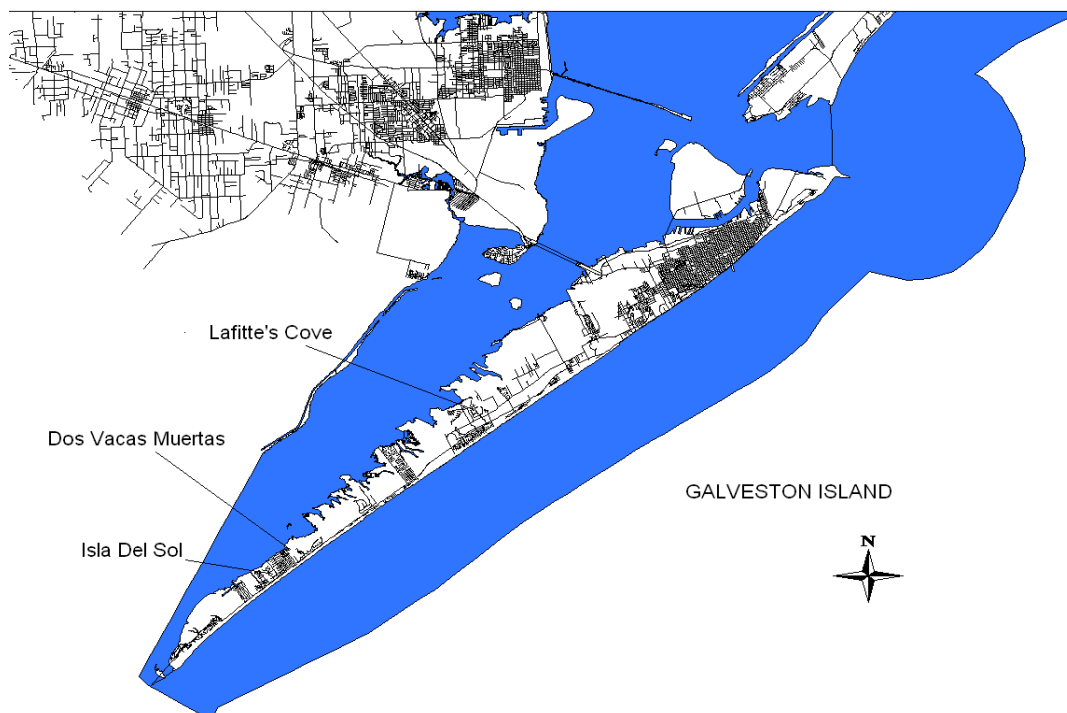 Lafitte's Cove
Dos Vacas Muertas
GALVESTON ISLAND
Isla Del Sol
N